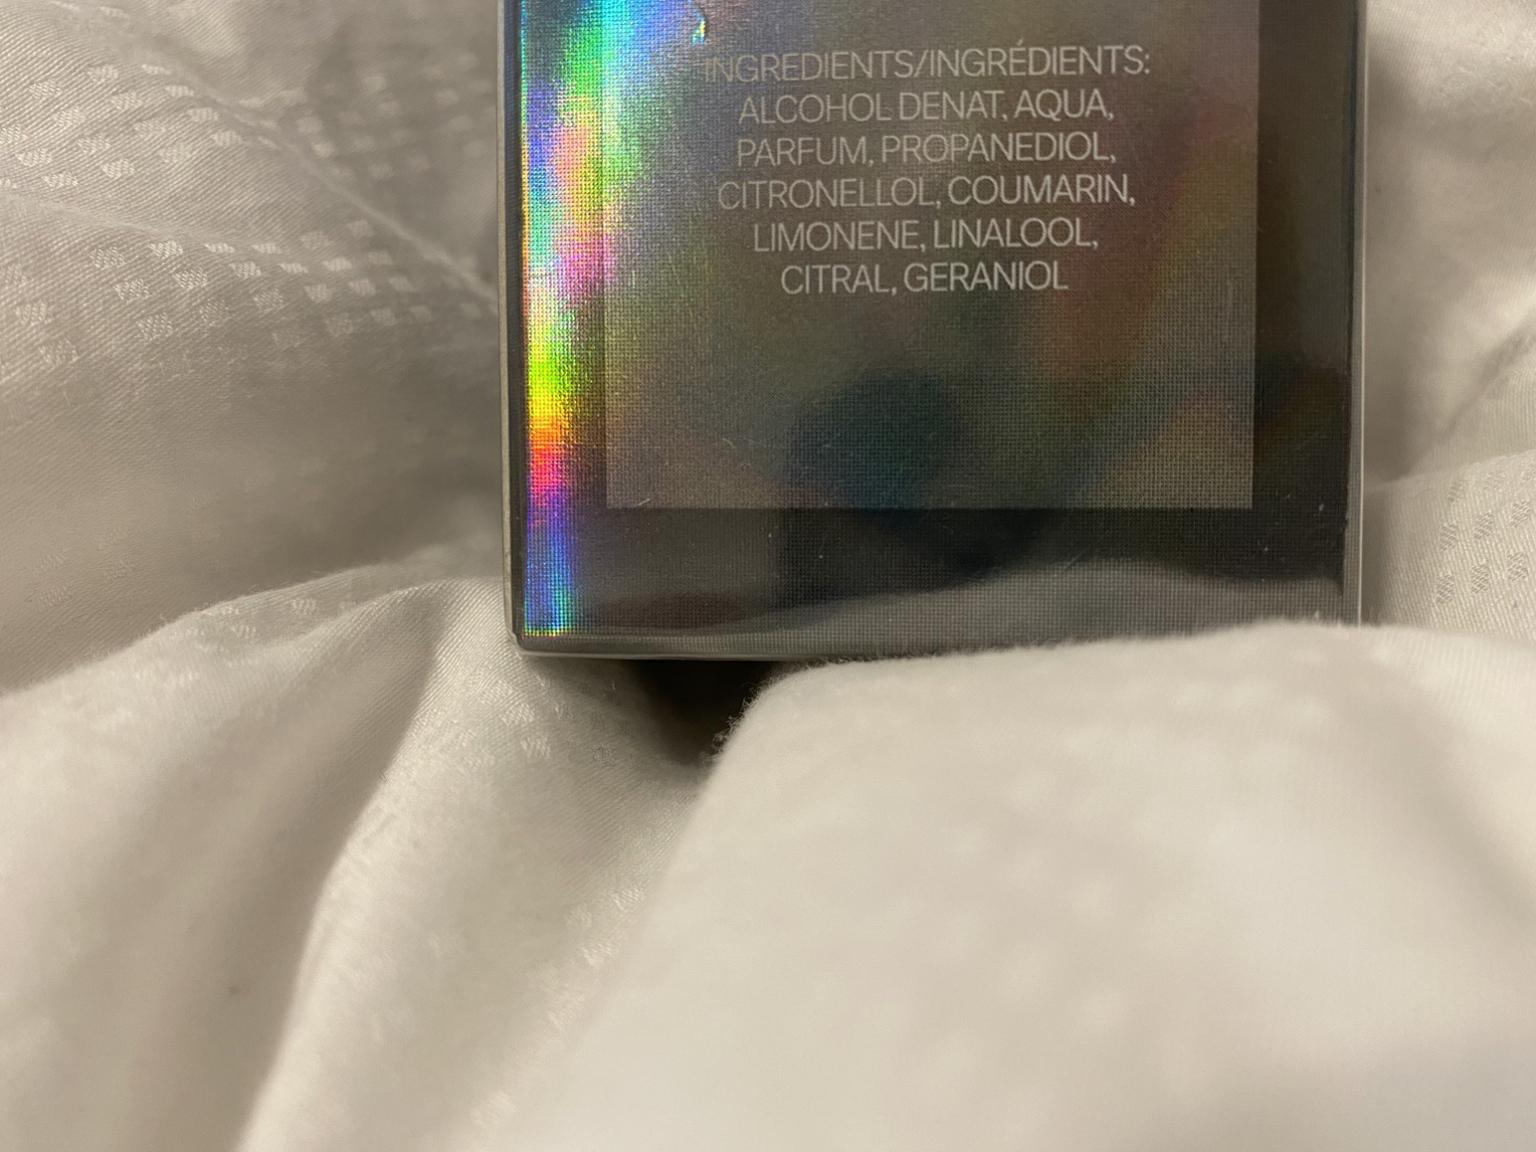 INGREDIENTS/INGRÉDIENTS:
ALCOHOL DENAT, AQUA,
PARFUM, PROPANEDIOL,
CITRONELLOL, COUMARIN,
LIMONENE, LINALOOL,
CITRAL, GERANIOL